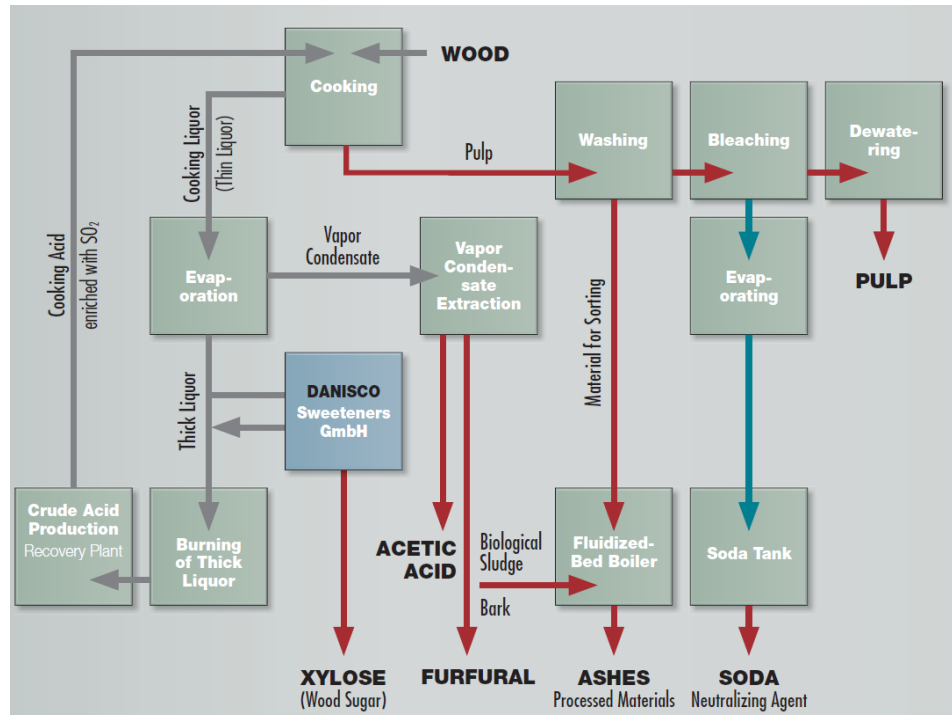 WOOD
Cooking
Cooking Liquor
(Thin Liquor)
Pulp
Washing
Bleaching
Dewate-
ring
Cooking Acid
enriched with SO₂
Evap-
oration
Vapor
Condensate
Vapor
Conden-
sate
Extraction
Material for Sorting
Evap-
orating
PULP
Thick Liquor
DANISCO
Sweeteners
GmbH
Crude Acid
Production
Recovery Plant
Burning
of Thick
Liquor
ACETIC
ACID
Biological
Sludge
Bark
Fluidized-
Bed Boiler
Soda Tank
XYLOSE
(Wood Sugar)
FURFURAL
ASHES
Processed Materials
SODA
Neutralizing Agent